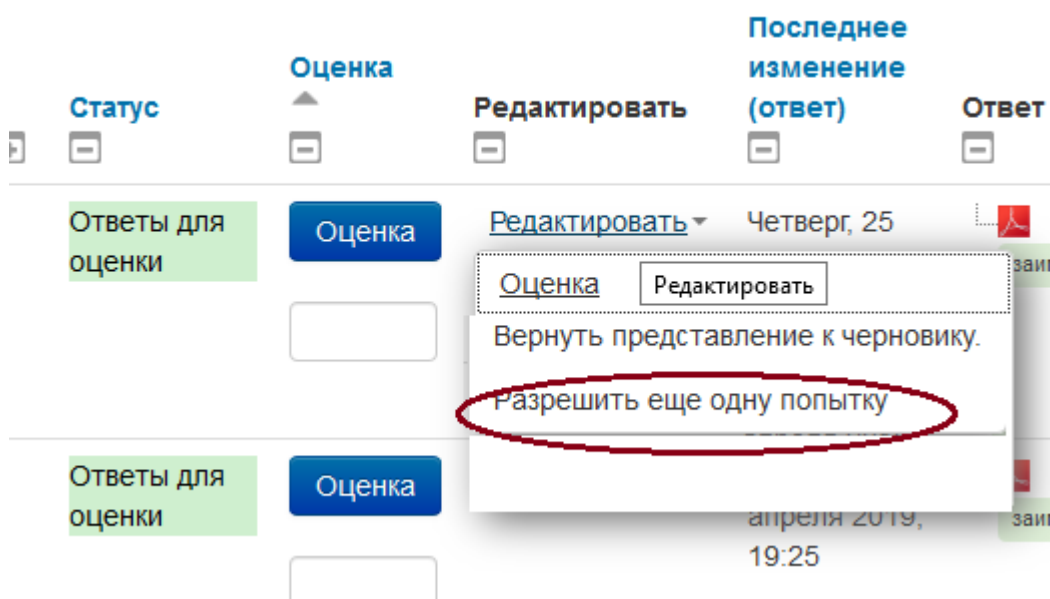 Статус
Оценка
Редактировать
Последнее
изменение
(ответ)
Ответ
Ответы для
оценки
Оценка
Редактировать
Четверг, 25
Оценка
Редактировать
Вернуть представление к черновику.
Разрешить еще одну попытку
Ответы для
оценки
Оценка
апреля 2019,
19:25